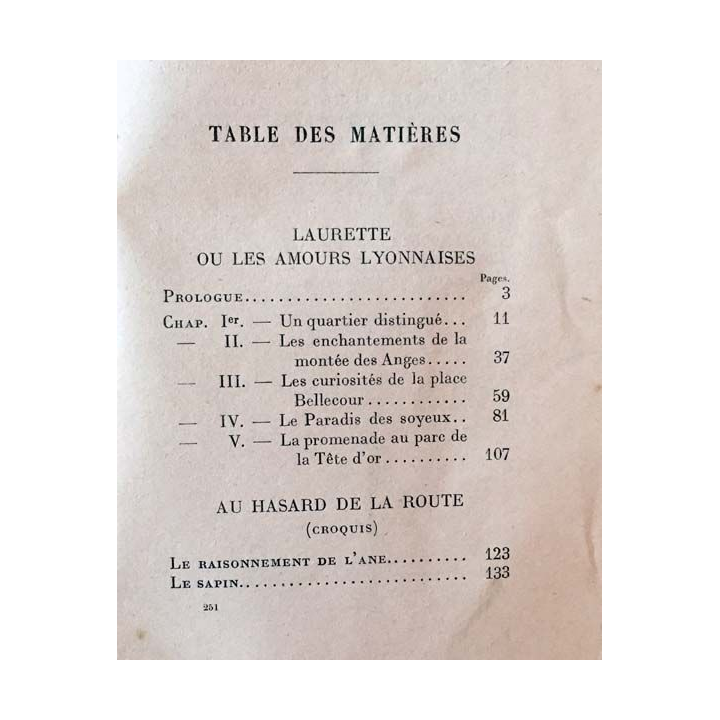 TABLE DES MATIÈRES
LAURETTE
OU LES AMOURS LYONNAISES
Pages.
PROLOGUE.......................... 3
CHAP. Ier. — Un quartier distingué... 11
— II. — Les enchantements de la
montée des Anges..... 37
— III. — Les curiosités de la place
Bellecour............ 59
— IV. — Le Paradis des soyeux.. 81
— V. — La promenade au parc de
la Tête d'or.......... 107
AU HASARD DE LA ROUTE
(CROQUIS)
LE RAISONNEMENT DE L'ANE.......... 123
LE SAPIN........................... 133
251